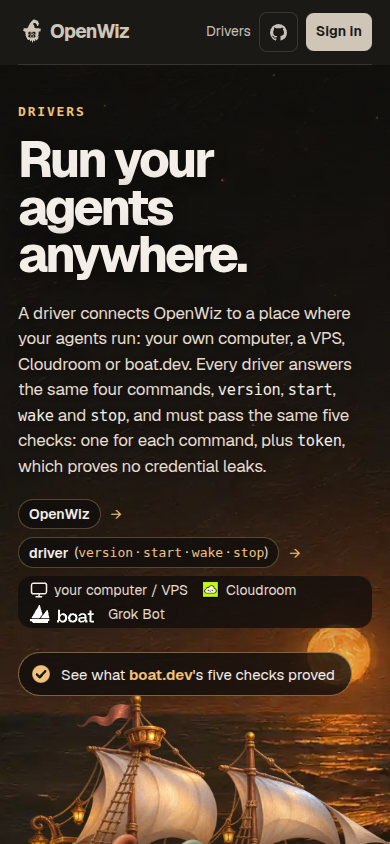 OpenWiz
Drivers
Sign in
DRIVERS
Run your
agents
anywhere.
A driver connects OpenWiz to a place where
your agents run: your own computer, a VPS,
Cloudroom or boat.dev. Every driver answers
the same four commands, version, start,
wake and stop, and must pass the same five
checks: one for each command, plus token,
which proves no credential leaks.
OpenWiz →
driver (version·start·wake·stop) →
your computer / VPS Cloudroom
boat Grok Bot
See what boat.dev's five checks proved